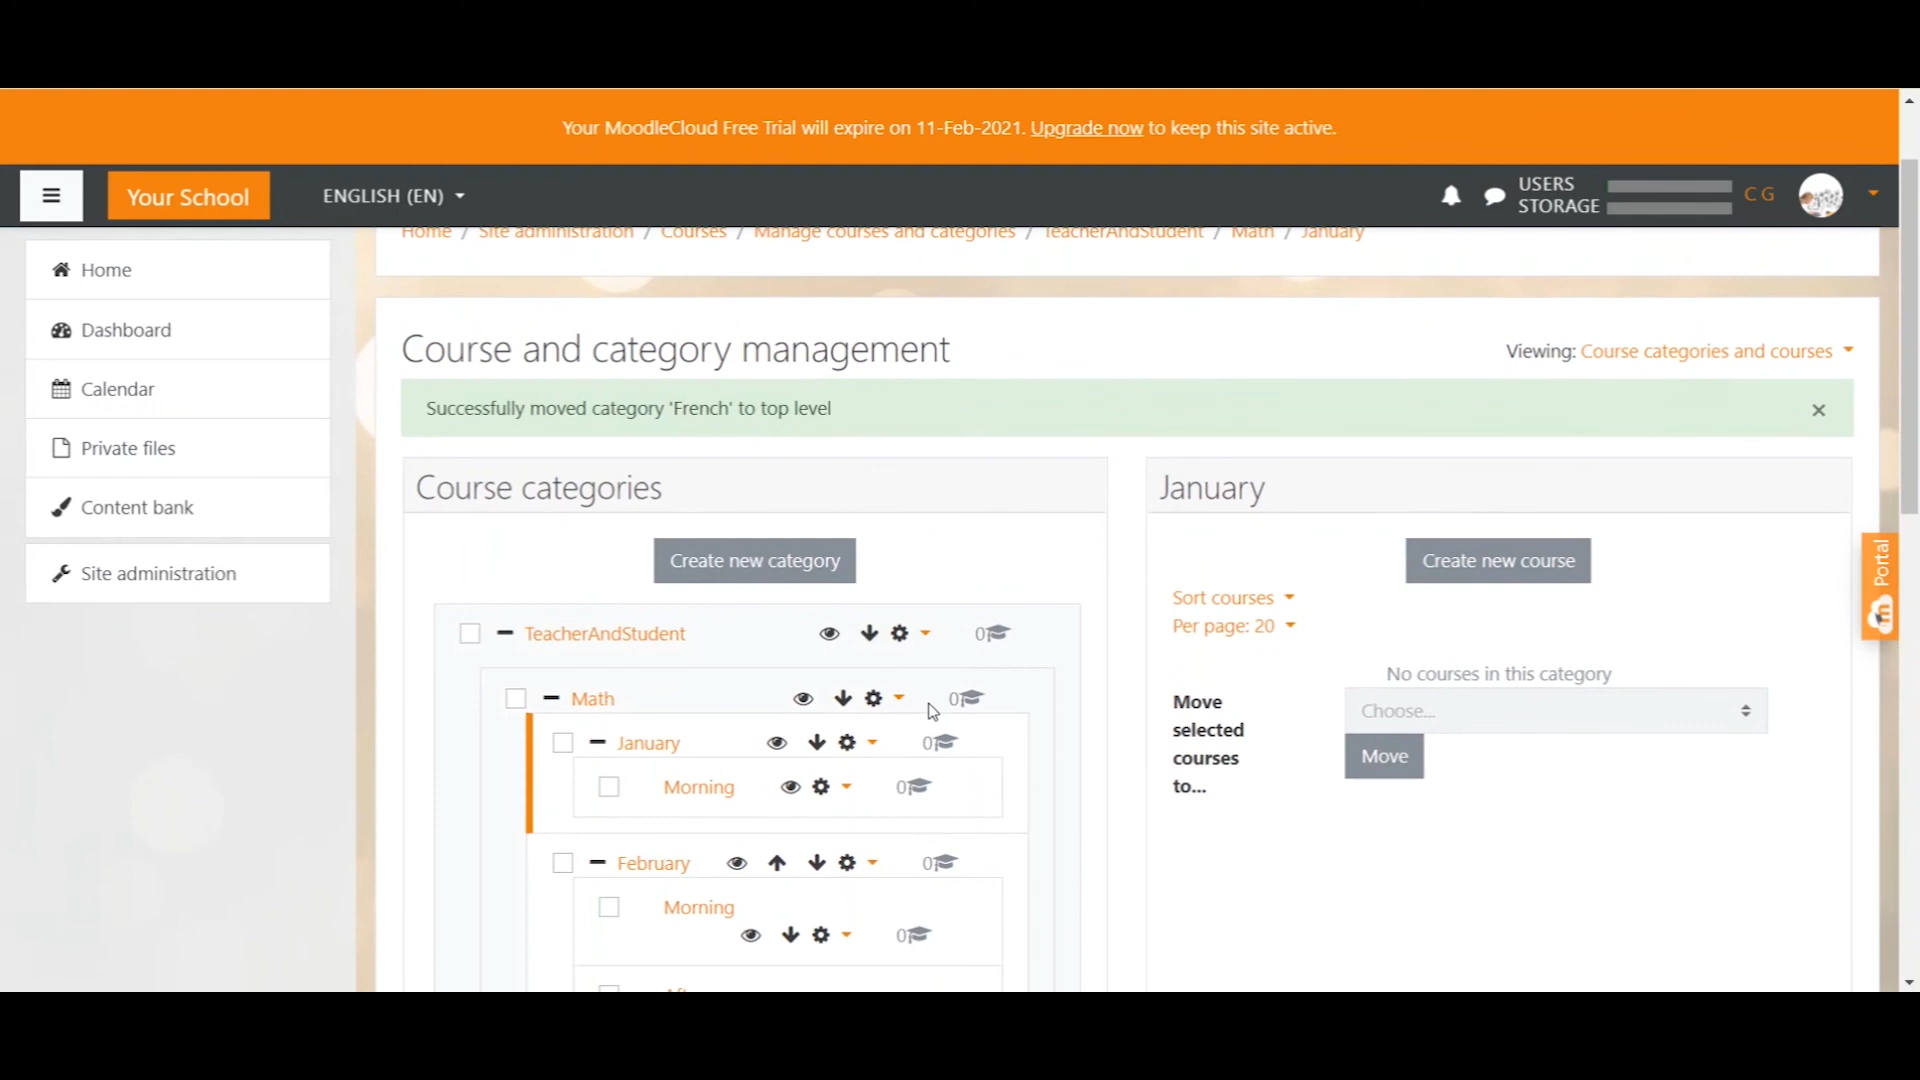 Your MoodleCloud Free Trial will expire on 11-Feb-2021. Upgrade now to keep this site active.
Your School
ENGLISH (EN)
USERS
STORAGE
C G
Home / Site administration / Courses / Manage courses and categories / TeacherAndStudent / Math / January
Home
Dashboard
Calendar
Private files
Content bank
Site administration
Course and category management
Viewing: Course categories and courses
Successfully moved category 'French' to top level
×
Course categories
Create new category
TeacherAndStudent
0
Math
0
January
0
Morning
0
February
0
Morning
0
January
Create new course
Sort courses
Per page: 20
No courses in this category
Move
selected
courses
to...
Choose...
Move
Portal